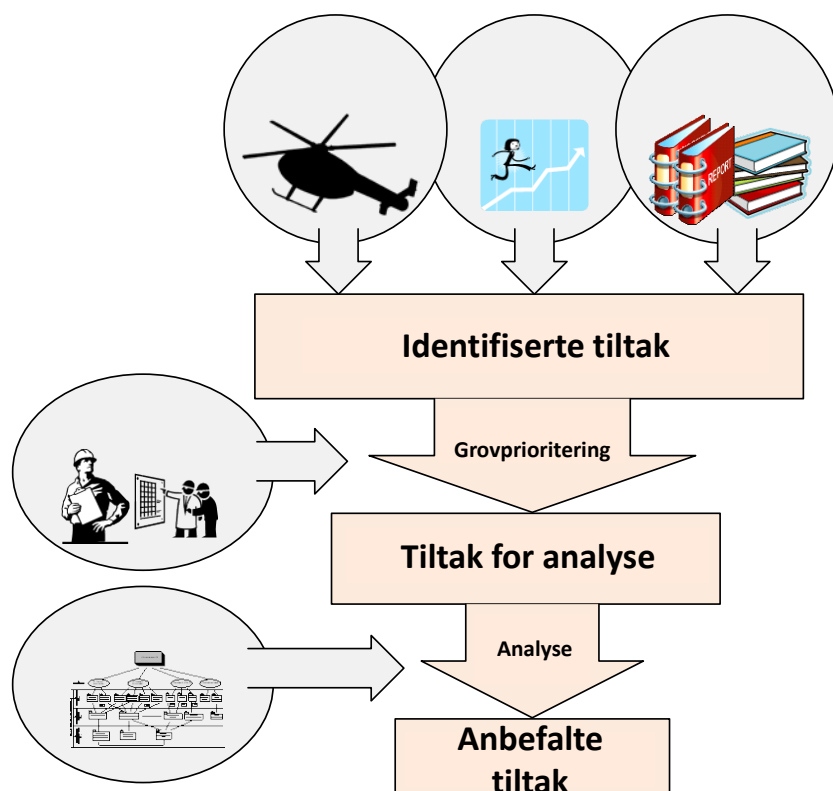 REPORT
Identifiserte tiltak
Grovprioritering
Tiltak for analyse
Analyse
Anbefalte
tiltak